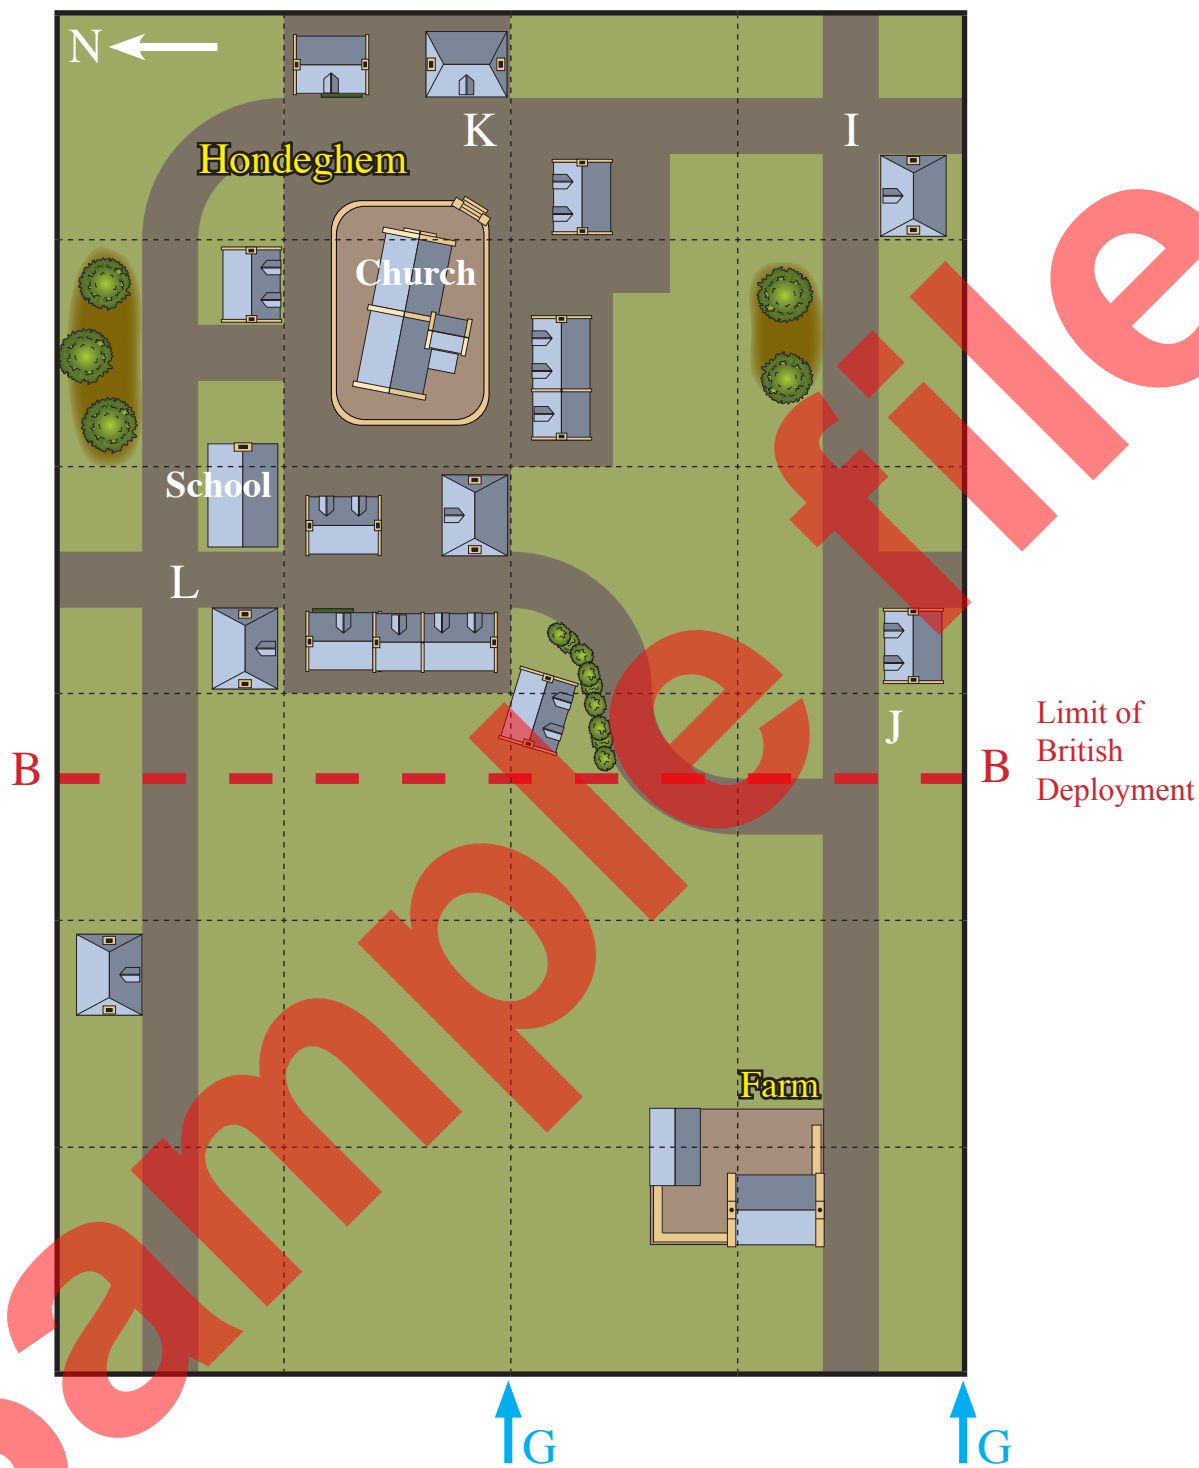 N
K
I
Hondeghem
Church
School
L
J
Limit of
British
Deployment
B
B
Farm
G
G
Sample file